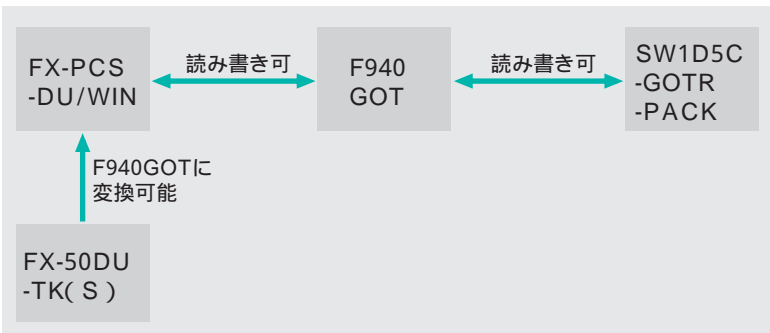 FX-PCS
-DU/WIN
読み書き可
F940
GOT
読み書き可
SW1D5C
-GOTR
-PACK
F940GOTに
変換可能
FX-50DU
-TK(S)